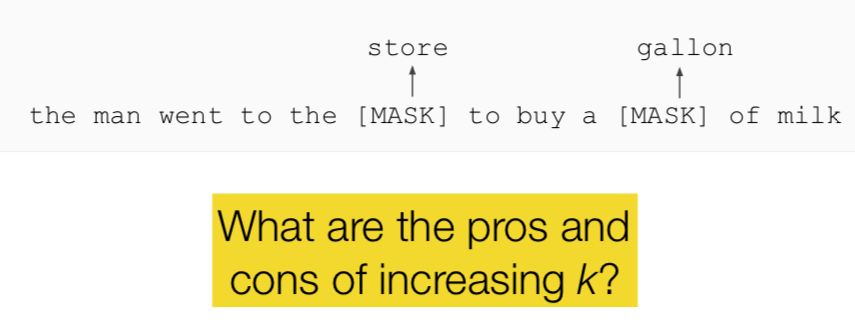 store gallon
the man went to the [MASK] to buy a [MASK] of milk
What are the pros and
cons of increasing k?